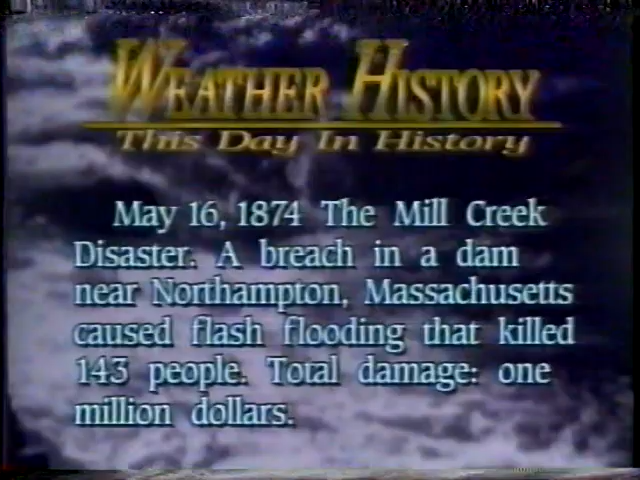 WEATHER HISTORY
This Day In History
May 16, 1874 The Mill Creek
Disaster. A breach in a dam
near Northampton, Massachusetts
caused flash flooding that killed
143 people. Total damage: one
million dollars.